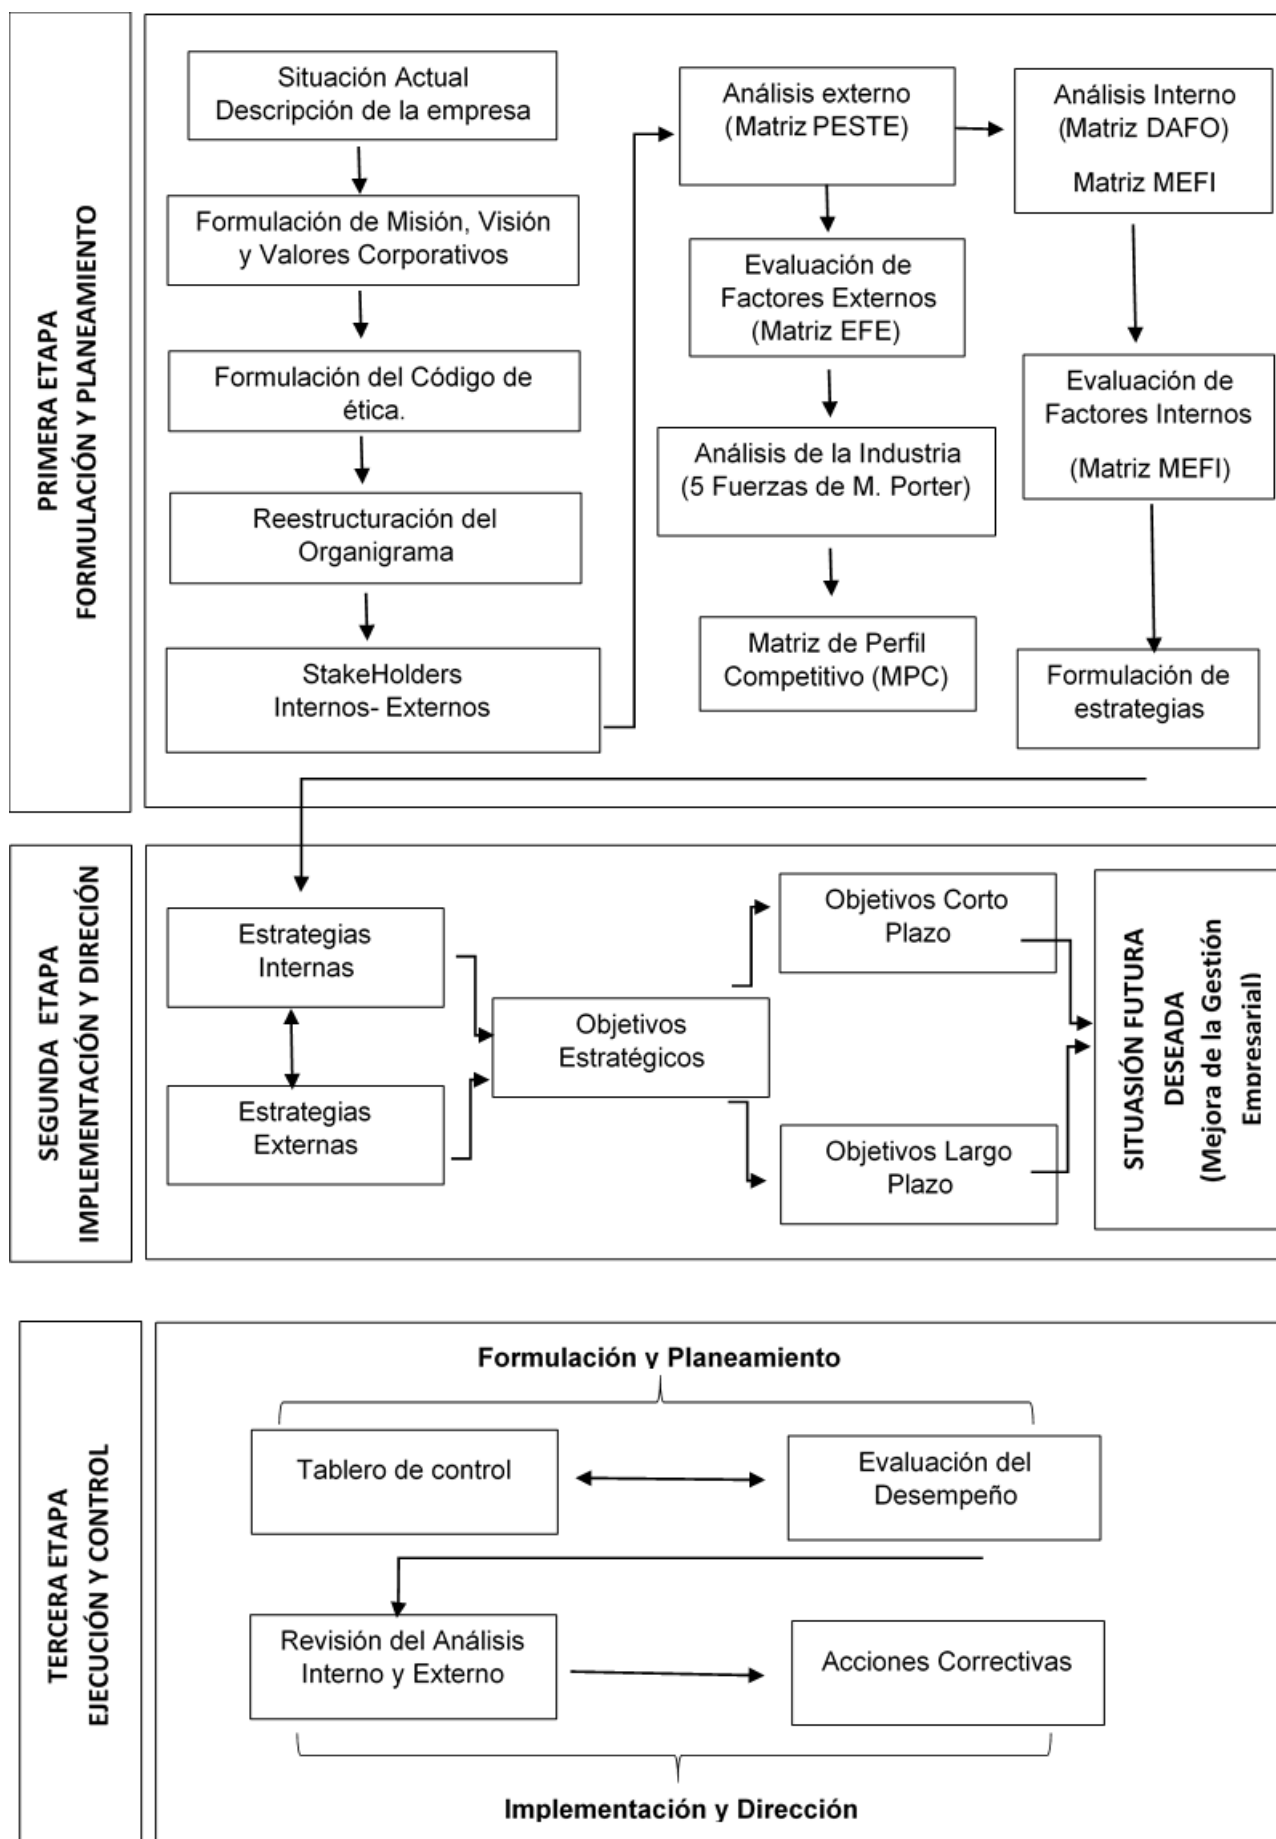 PRIMERA ETAPA
FORMULACIÓN Y PLANEAMIENTO
Situación Actual
Descripción de la empresa
Formulación de Misión, Visión
y Valores Corporativos
Formulación del Código de
ética.
Reestructuración del
Organigrama
StakeHolders
Internos- Externos
Análisis externo
(Matriz PESTE)
Evaluación de
Factores Externos
(Matriz EFE)
Análisis de la Industria
(5 Fuerzas de M. Porter)
Matriz de Perfil
Competitivo (MPC)
Análisis Interno
(Matriz DAFO)
Matriz MEFI
Evaluación de
Factores Internos
(Matriz MEFI)
Formulación de
estrategias
SEGUNDA ETAPA
IMPLEMENTACIÓN Y DIRECIÓN
Estrategias
Internas
Estrategias
Externas
Objetivos
Estratégicos
Objetivos Corto
Plazo
Objetivos Largo
Plazo
SITUASIÓN FUTURA
DESEADA
(Mejora de la Gestión
Empresarial)
TERCERA ETAPA
EJECUCIÓN Y CONTROL
Formulación y Planeamiento
Tablero de control
Evaluación del
Desempeño
Revisión del Análisis
Interno y Externo
Acciones Correctivas
Implementación y Dirección